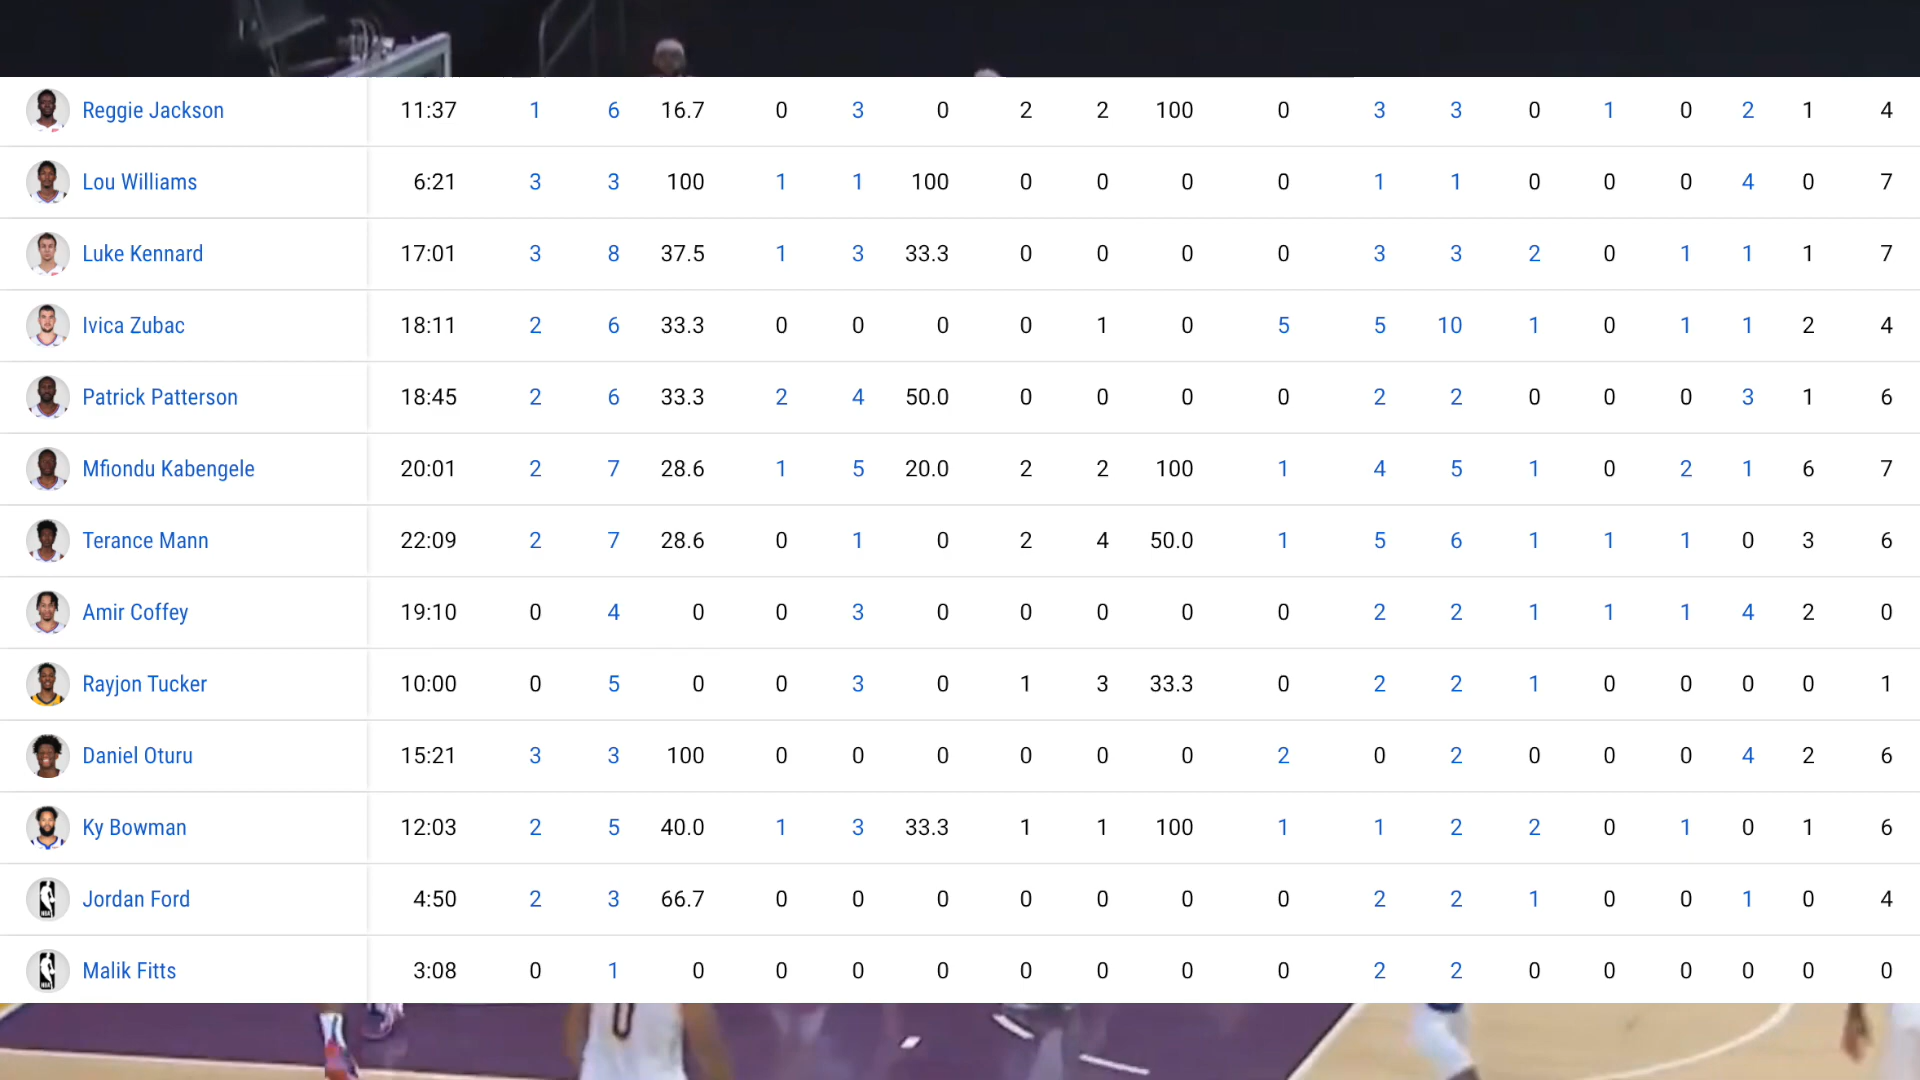 Reggie Jackson 11:37 1 6 16.7 0 3 0 2 2 100 0 3 3 0 1 0 2 1 4
Lou Williams 6:21 3 3 100 1 1 100 0 0 0 0 1 1 0 0 0 4 0 7
Luke Kennard 17:01 3 8 37.5 1 3 33.3 0 0 0 0 3 3 2 0 1 1 1 7
Ivica Zubac 18:11 2 6 33.3 0 0 0 0 1 0 5 5 10 1 0 1 1 2 4
Patrick Patterson 18:45 2 6 33.3 2 4 50.0 0 0 0 0 2 2 0 0 0 3 1 6
Mfiondu Kabengele 20:01 2 7 28.6 1 5 20.0 2 2 100 1 4 5 1 0 2 1 6 7
Terance Mann 22:09 2 7 28.6 0 1 0 2 4 50.0 1 5 6 1 1 1 0 3 6
Amir Coffey 19:10 0 4 0 0 3 0 0 0 0 0 2 2 1 1 1 4 2 0
Rayjon Tucker 10:00 0 5 0 0 3 0 1 3 33.3 0 2 2 1 0 0 0 0 1
Daniel Oturu 15:21 3 3 100 0 0 0 0 0 0 2 0 2 0 0 0 4 2 6
Ky Bowman 12:03 2 5 40.0 1 3 33.3 1 1 100 1 1 2 2 0 1 0 1 6
Jordan Ford 4:50 2 3 66.7 0 0 0 0 0 0 0 2 2 1 0 0 1 0 4
Malik Fitts 3:08 0 1 0 0 0 0 0 0 0 0 2 2 0 0 0 0 0 0
0